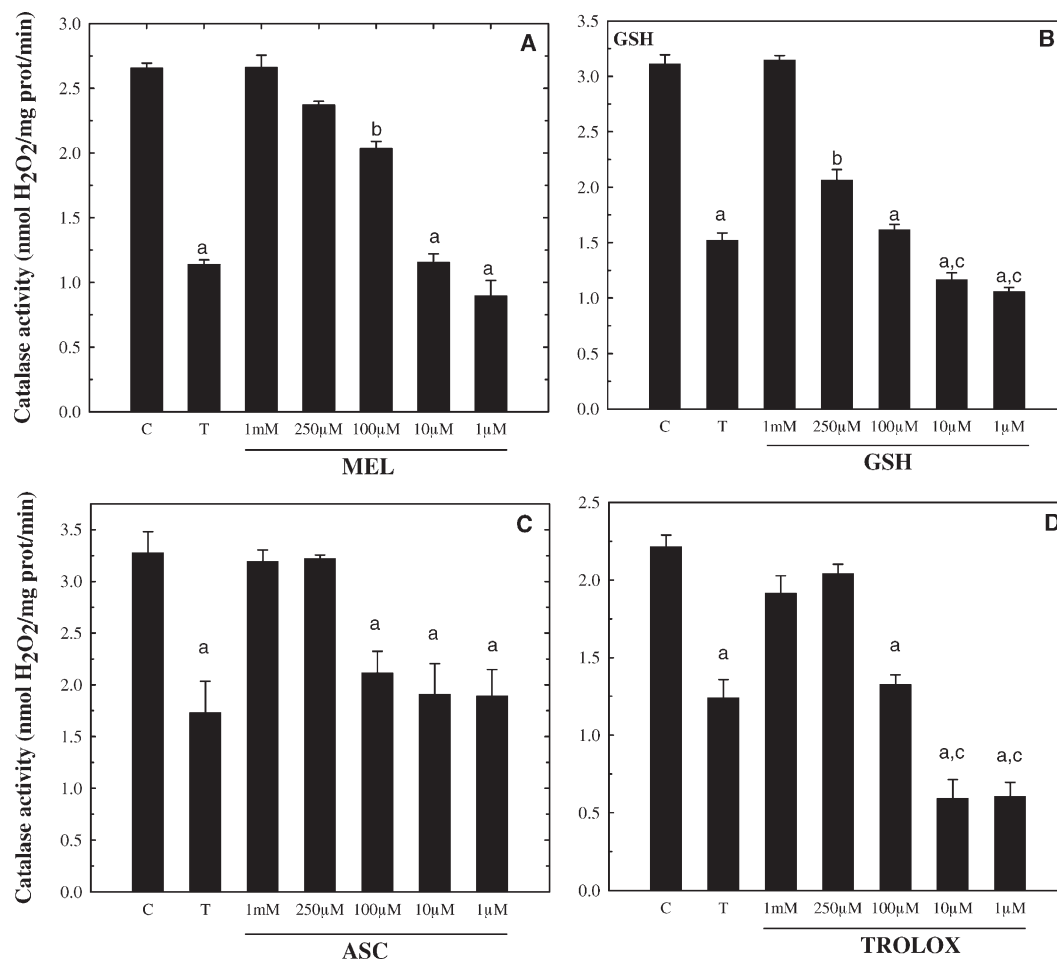 A
Catalase activity (nmol H2O2/mg prot/min)
3.0
2.5
2.0
1.5
1.0
0.5
0.0
a
b
a
a
C T 1mM 250µM 100µM 10µM 1µM
MEL
B
GSH
3.5
3.0
2.5
2.0
1.5
1.0
0.5
0.0
a
b
a
a,c
a,c
C T 1mM 250µM 100µM 10µM 1µM
GSH
C
Catalase activity (nmol H2O2/mg prot/min)
3.5
3.0
2.5
2.0
1.5
1.0
0.5
0.0
a
a
a
a
C T 1mM 250µM 100µM 10µM 1µM
ASC
D
2.5
2.0
1.5
1.0
0.5
0.0
a
a
a,c
a,c
C T 1mM 250µM 100µM 10µM 1µM
TROLOX